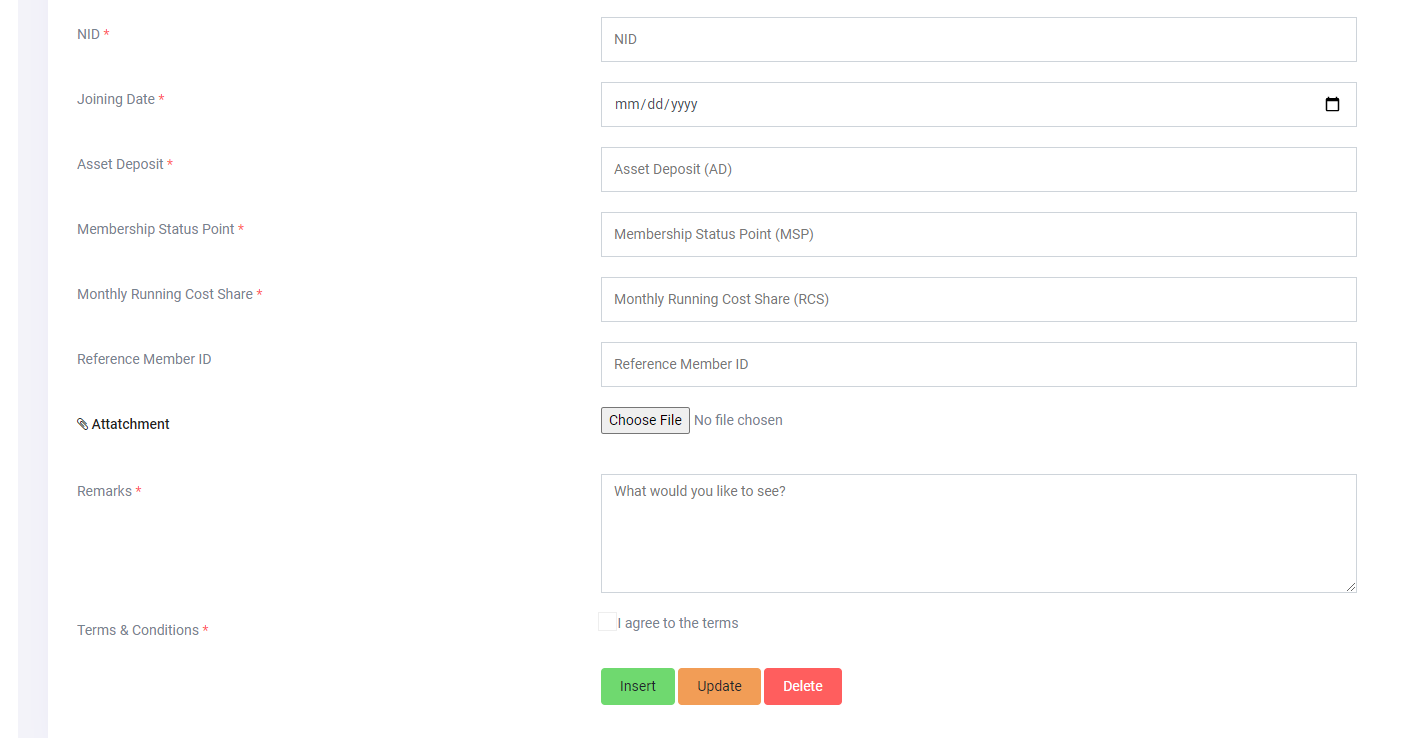 NID * NID
Joining Date * mm/dd/yyyy
Asset Deposit * Asset Deposit (AD)
Membership Status Point * Membership Status Point (MSP)
Monthly Running Cost Share * Monthly Running Cost Share (RCS)
Reference Member ID Reference Member ID
Attatchment Choose File No file chosen
Remarks * What would you like to see?
Terms & Conditions * I agree to the terms
Insert Update Delete